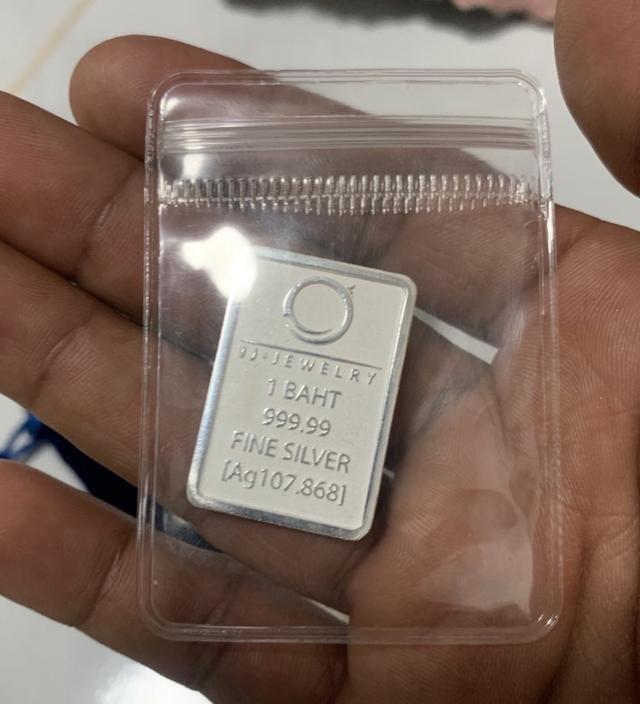 JEWELRY
1 BAHT
999.99
FINE SILVER
[Ag107.868]